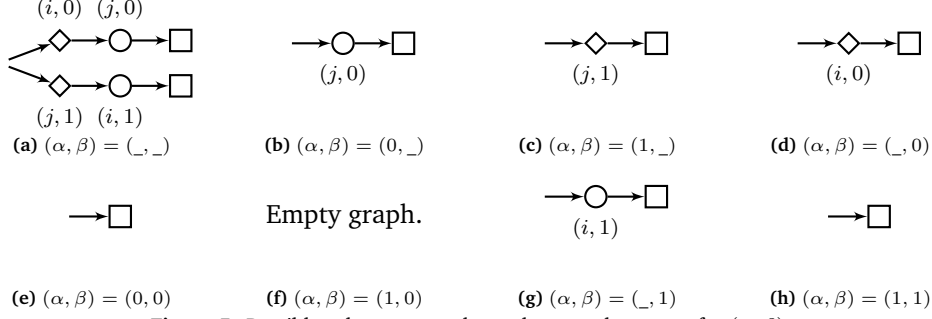 (i, 0) (j, 0)
(j, 1) (i, 1)
(j, 0)
(j, 1)
(i, 0)
(a) (α, β) = (_, _)
(b) (α, β) = (0, _)
(c) (α, β) = (1, _)
(d) (α, β) = (_, 0)
Empty graph.
(i, 1)
(e) (α, β) = (0, 0)
(f) (α, β) = (1, 0)
(g) (α, β) = (_, 1)
(h) (α, β) = (1, 1)